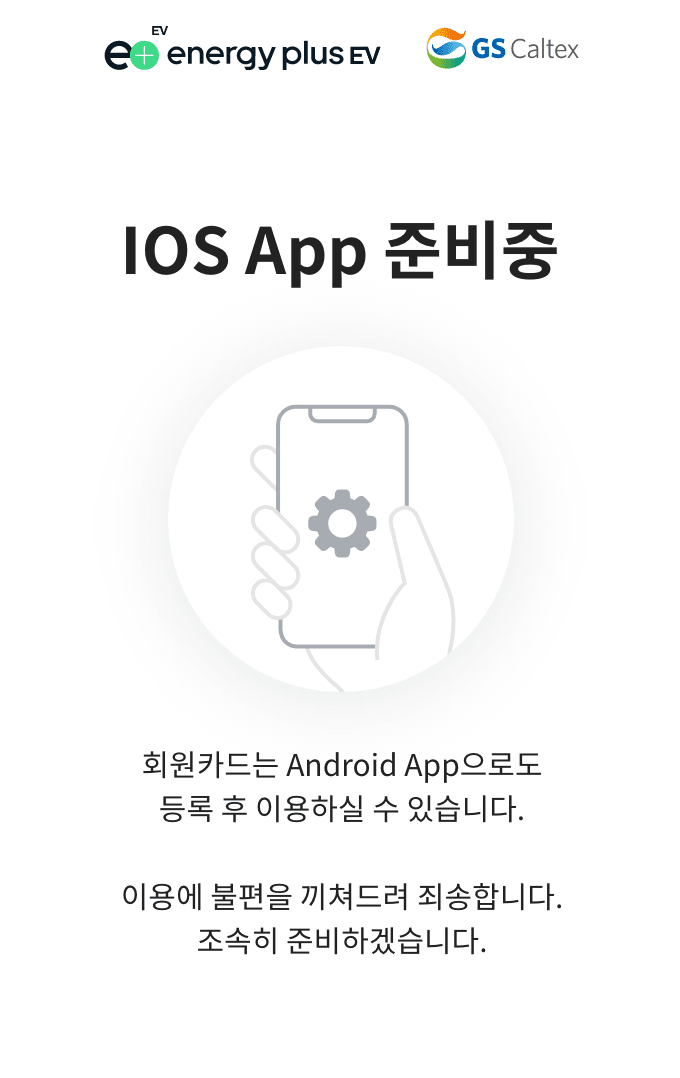 EV
e+ energy plus EV
GS Caltex
IOS App 준비중
회원카드는 Android App으로도
등록 후 이용하실 수 있습니다.
이용에 불편을 끼쳐드려 죄송합니다.
조속히 준비하겠습니다.